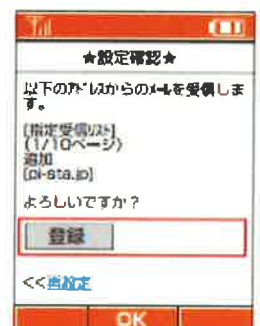 ★設定確認★
以下のｱﾄﾞﾚｽからのﾒｰﾙを受信しま
す。
[指定受信ﾘｽﾄ]
(1/10ページ)
追加
[pi-sta.jp]
よろしいですか？
登録
<<再設定
OK